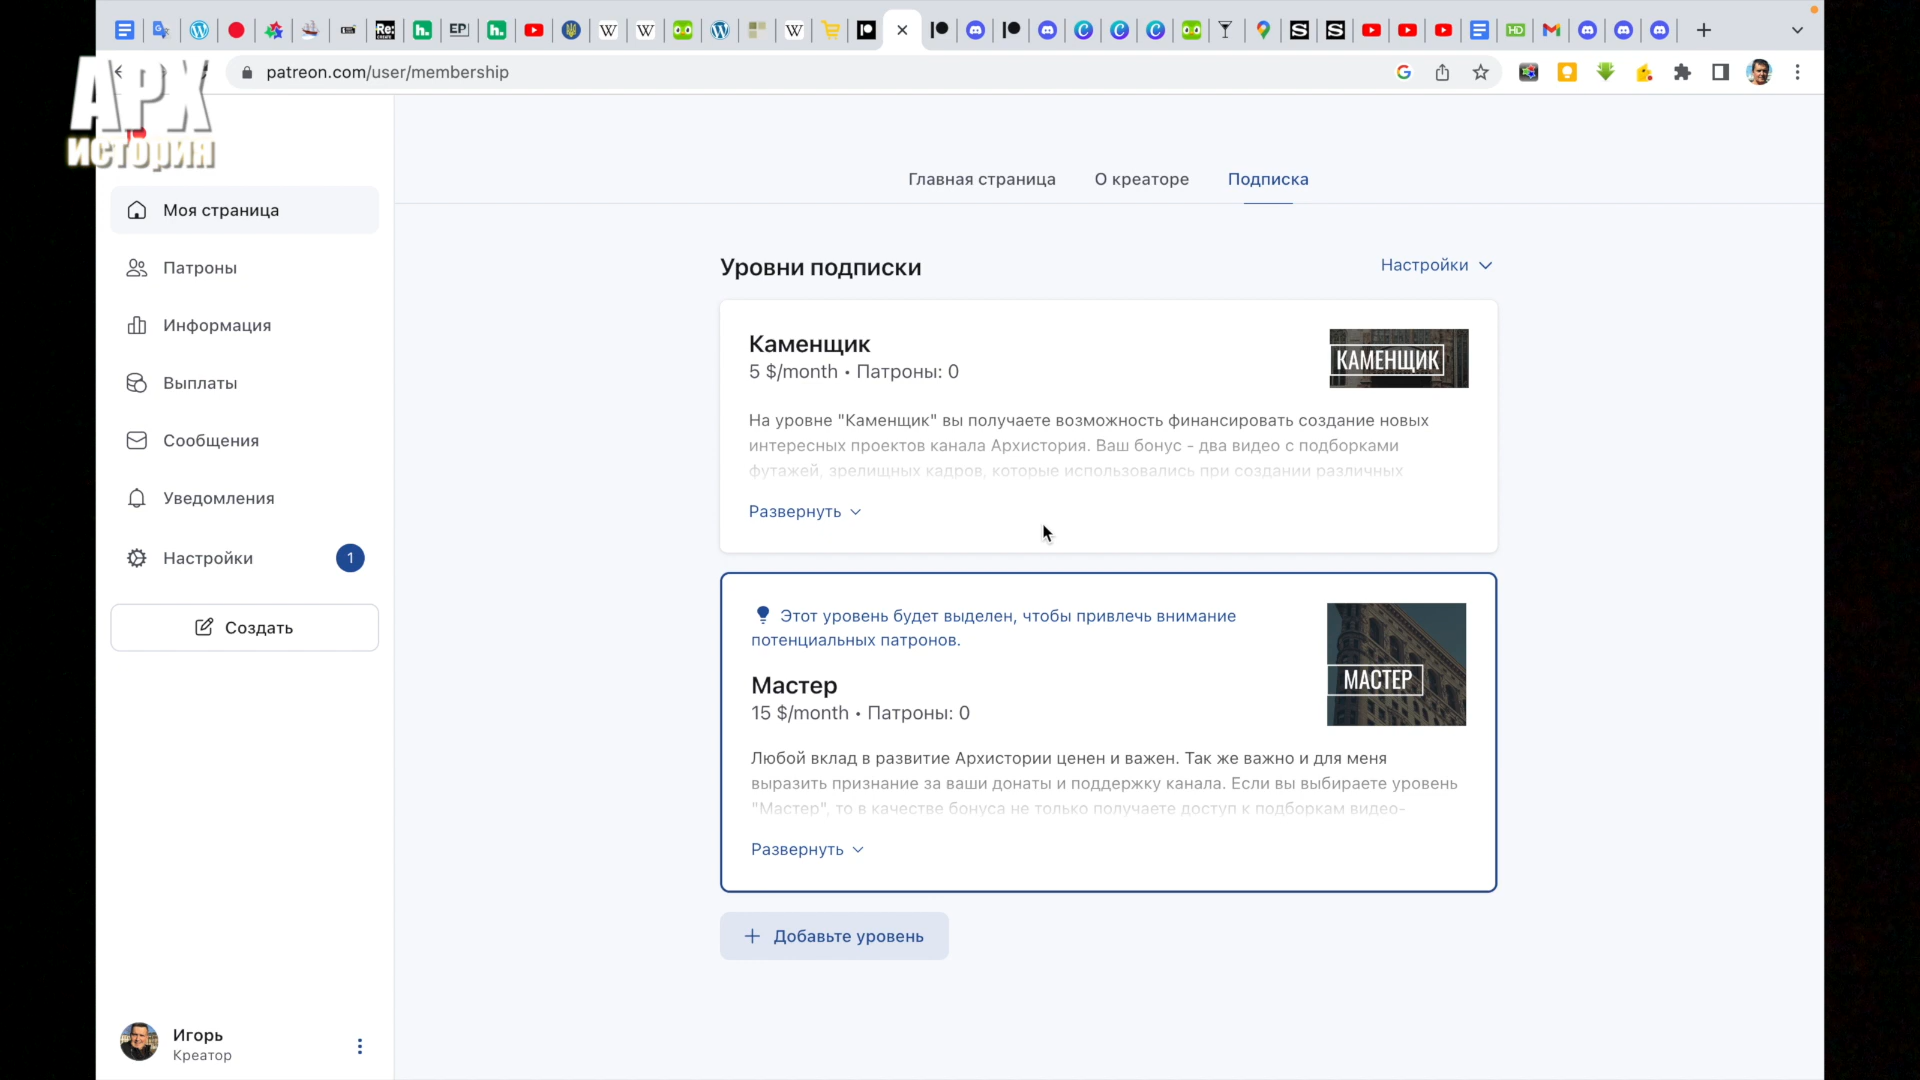 Re:
EP!
HD
patreon.com/user/membership
АРХ
ИСТОРИЯ
Главная страница
О креаторе
Подписка
Моя страница
Патроны
Информация
Выплаты
Сообщения
Уведомления
Настройки
1
Создать
Уровни подписки
Настройки
Каменщик
5 $/month • Патроны: 0
КАМЕНЩИК
На уровне "Каменщик" вы получаете возможность финансировать создание новых
интересных проектов канала Архистория. Ваш бонус - два видео с подборками
футажей, зрелищных кадров, которые использовались при создании различных
Развернуть
Этот уровень будет выделен, чтобы привлечь внимание
потенциальных патронов.
Мастер
15 $/month • Патроны: 0
МАСТЕР
Любой вклад в развитие Архистории ценен и важен. Так же важно и для меня
выразить признание за ваши донаты и поддержку канала. Если вы выбираете уровень
"Мастер", то в качестве бонуса не только получаете доступ к подборкам видео-
Развернуть
+ Добавьте уровень
Игорь
Креатор